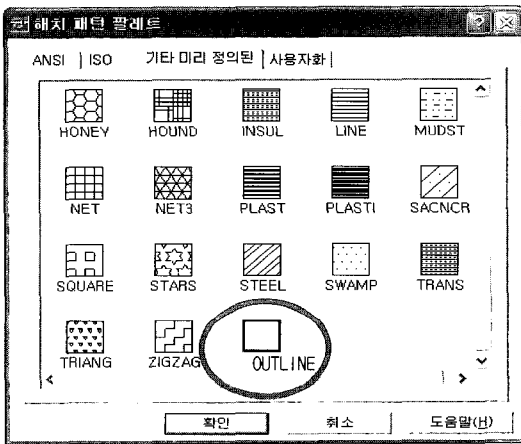 해치 패턴 팔레트
ANSI ISO 기타 미리 정의된 사용자화
HONEY HOUND INSUL LINE MUDST
NET NET3 PLAST PLASTI SACNCR
SQUARE STARS STEEL SWAMP TRANS
TRIANG ZIGZAG OUTLINE
확인 취소 도움말(H)